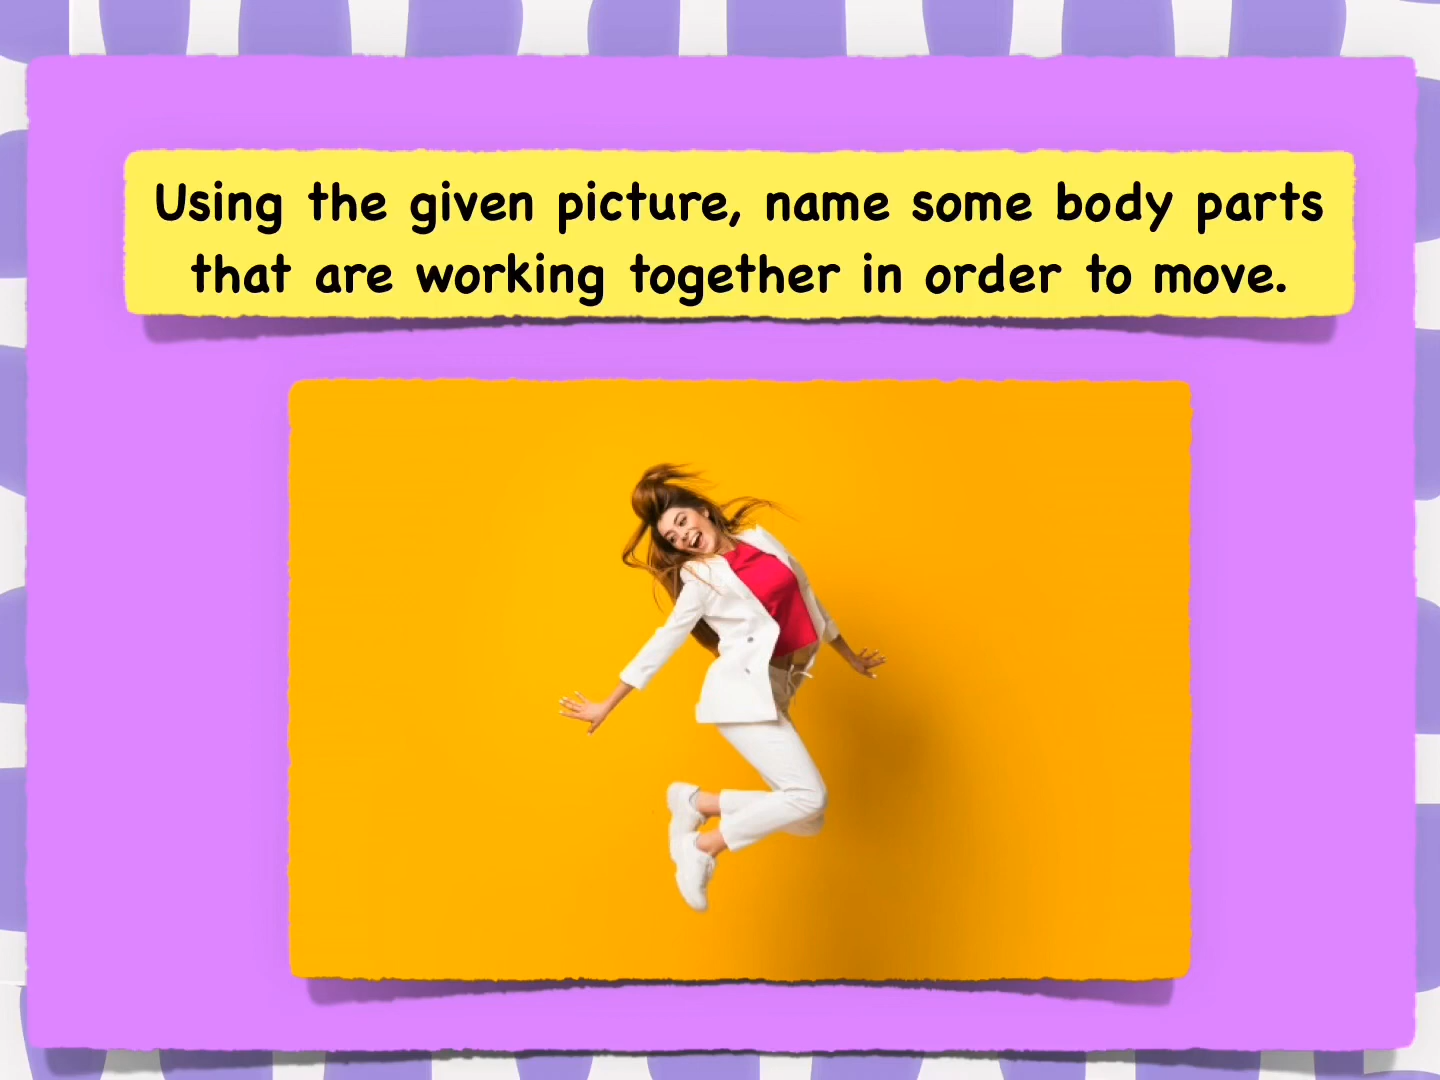 Using the given picture, name some body parts
that are working together in order to move.